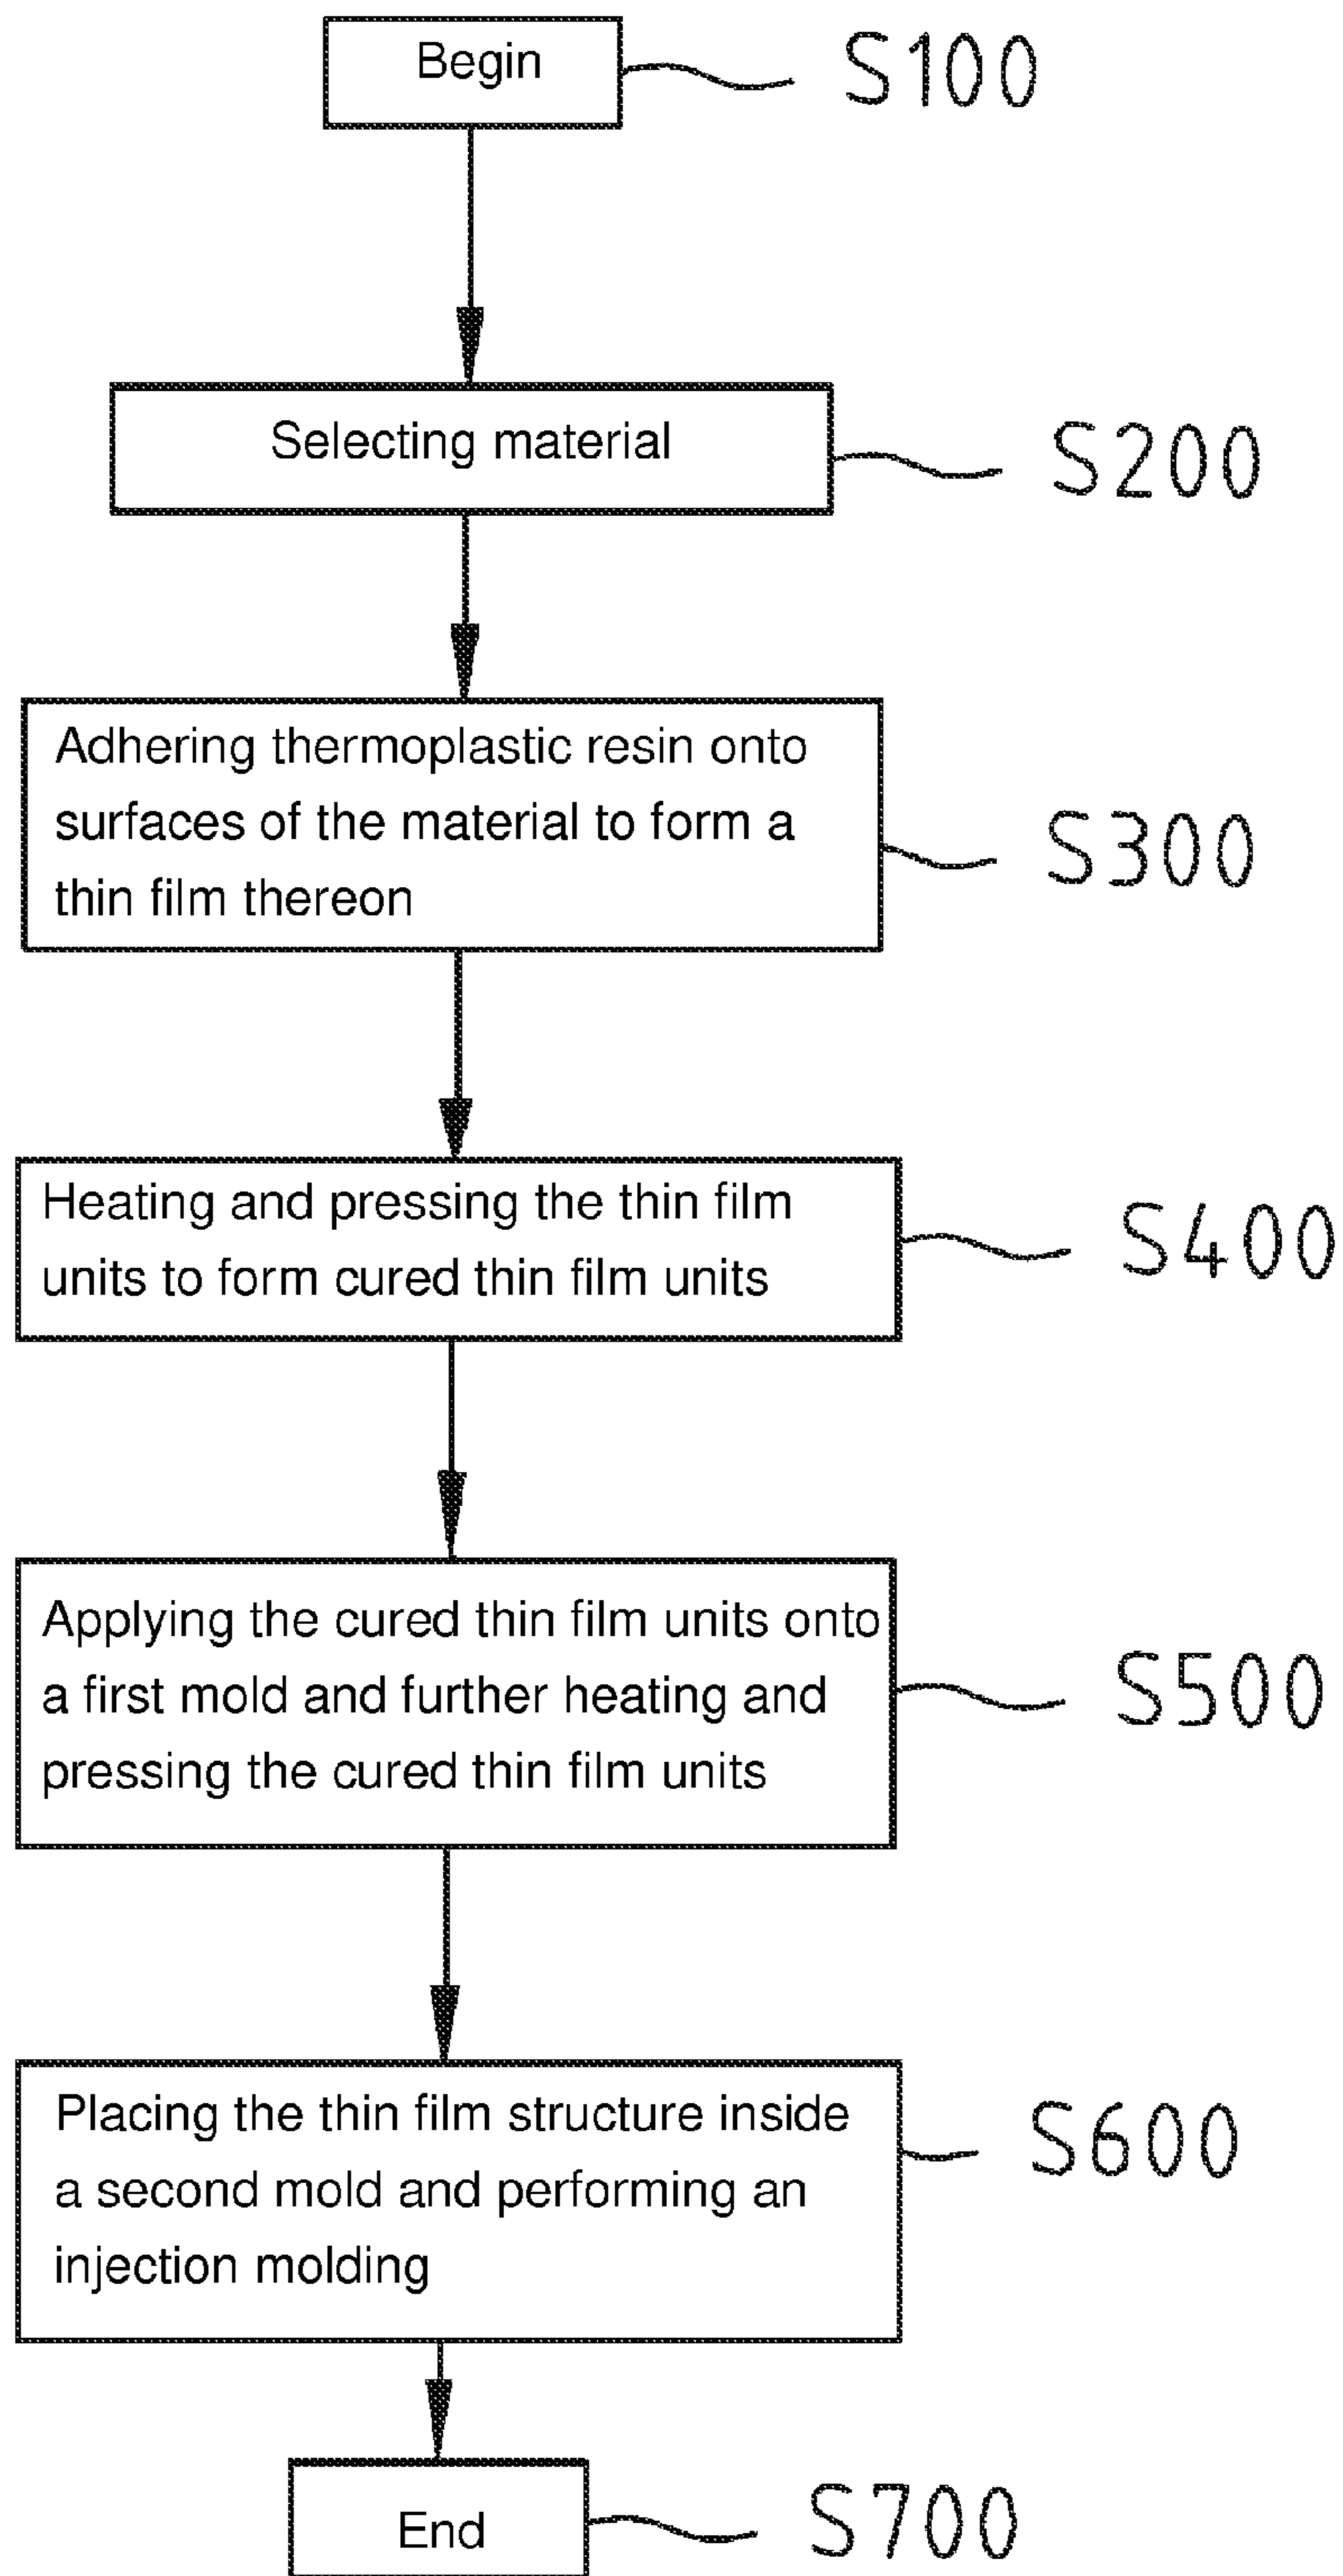 Begin
S100
Selecting material
S200
Adhering thermoplastic resin onto
surfaces of the material to form a
thin film thereon
S300
Heating and pressing the thin film
units to form cured thin film units
S400
Applying the cured thin film units onto
a first mold and further heating and
pressing the cured thin film units
S500
Placing the thin film structure inside
a second mold and performing an
injection molding
S600
End
S700